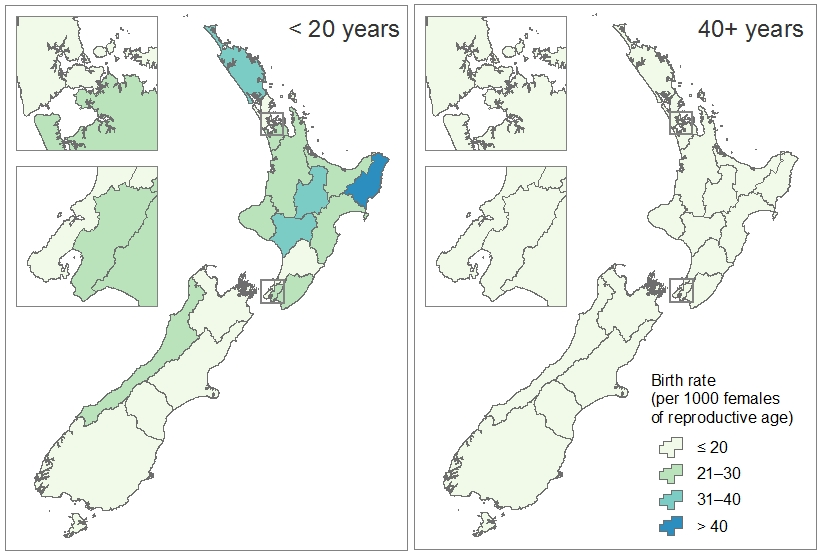 < 20 years
40+ years
Birth rate
(per 1000 females
of reproductive age)
≤ 20
21–30
31–40
> 40